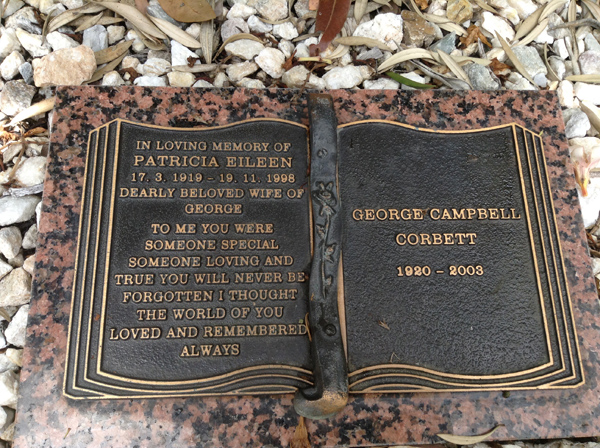 IN LOVING MEMORY OF
PATRICIA EILEEN
17. 3. 1919 - 19. 11. 1998
DEARLY BELOVED WIFE OF
GEORGE
TO ME YOU WERE
SOMEONE SPECIAL
SOMEONE LOVING AND
TRUE YOU WILL NEVER BE
FORGOTTEN I THOUGHT
THE WORLD OF YOU
LOVED AND REMEMBERED
ALWAYS
GEORGE CAMPBELL
CORBETT
1920 - 2003